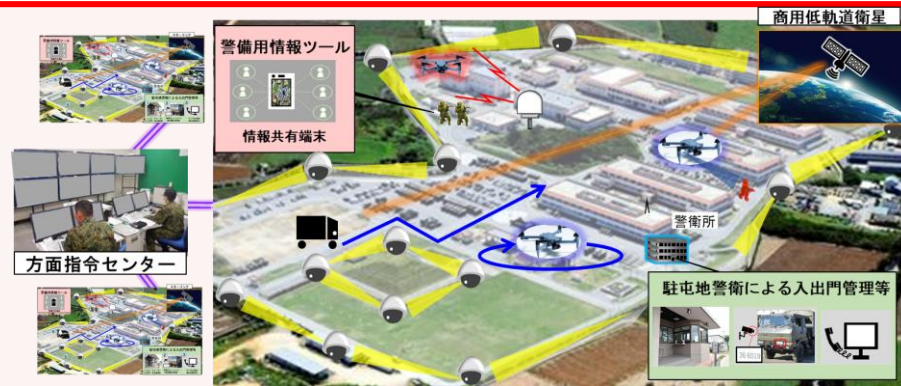 商用低軌道衛星
警備用情報ツール
情報共有端末
警衛所
方面指令センター
駐屯地警衛による入出門管理等